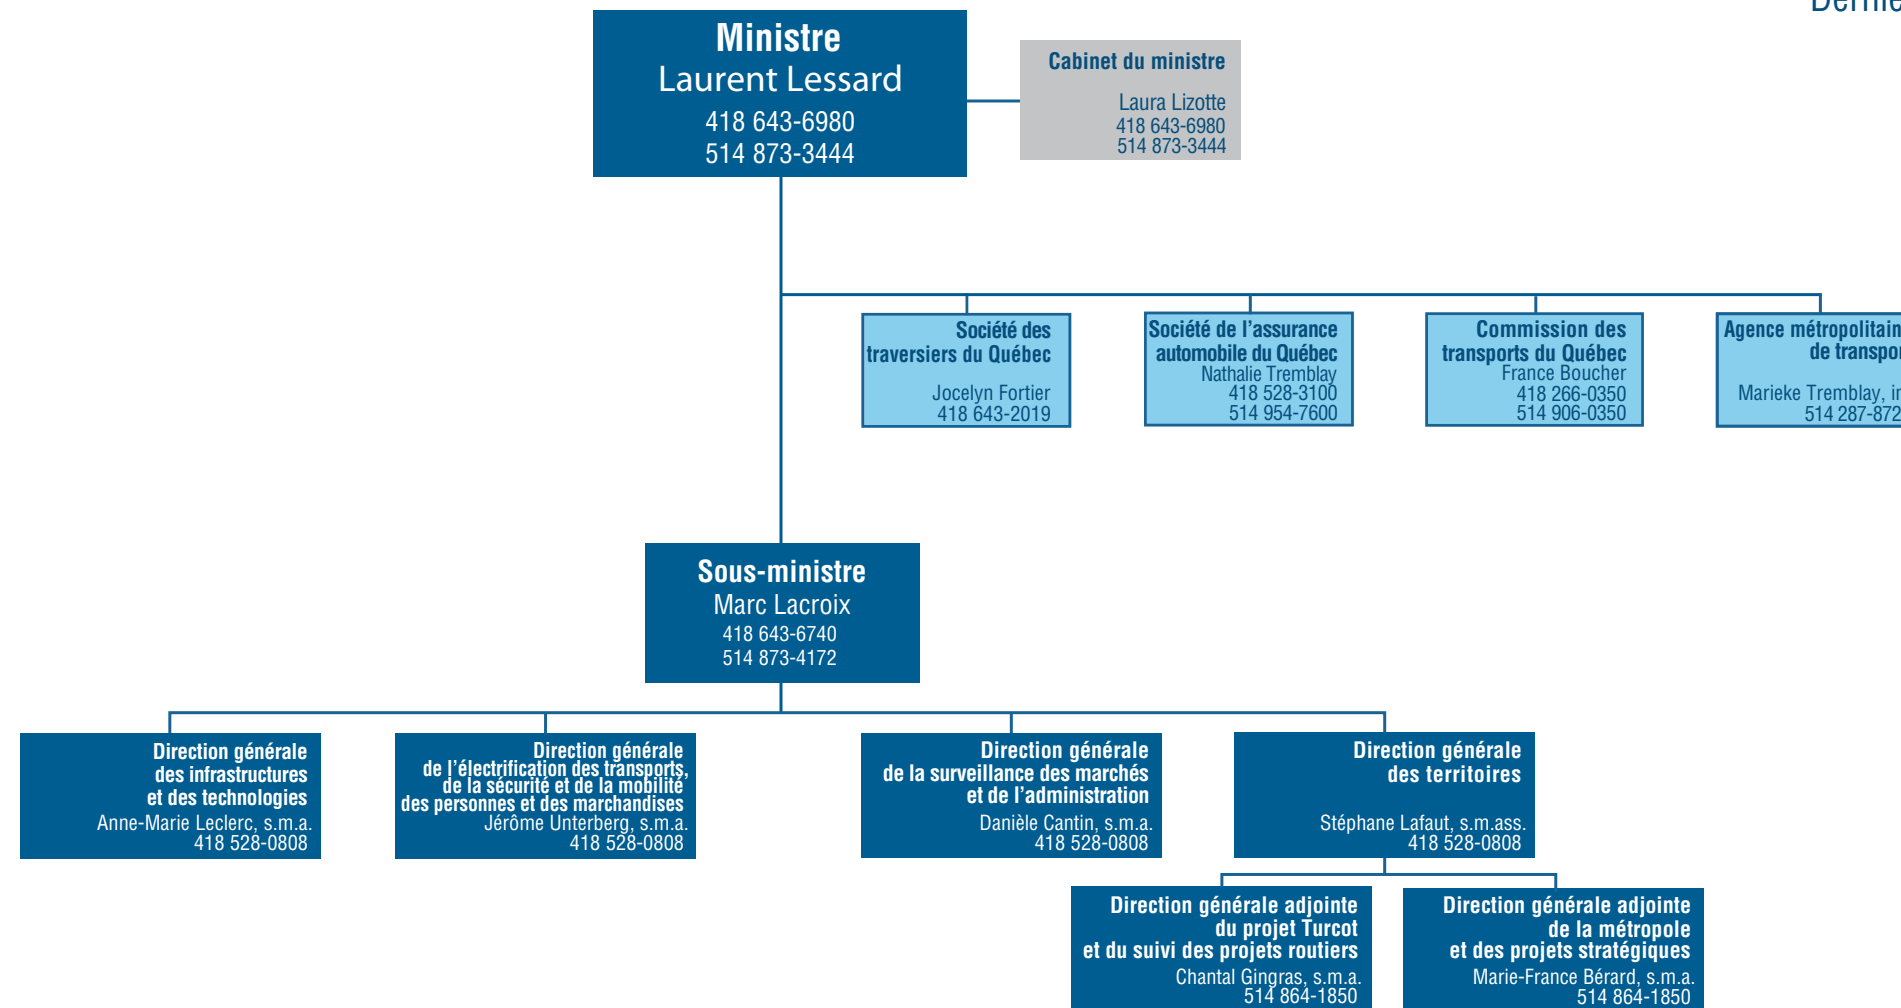 Ministre
Laurent Lessard
418 643-6980
514 873-3444
Cabinet du ministre
Laura Lizotte
418 643-6980
514 873-3444
Société des
traversiers du Québec
Jocelyn Fortier
418 643-2019
Société de l'assurance
automobile du Québec
Nathalie Tremblay
418 528-3100
514 954-7600
Commission des
transports du Québec
France Boucher
418 266-0350
514 906-0350
Agence
de
Marieke Tremblay,
514
Sous-ministre
Marc Lacroix
418 643-6740
514 873-4172
Direction générale
des infrastructures
et des technologies
Anne-Marie Leclerc, s.m.a.
418 528-0808
Direction générale
de l'électrification des transports,
de la sécurité et de la mobilité
des personnes et des marchandises
Jérôme Unterberg, s.m.a.
418 528-0808
Direction générale
de la surveillance des marchés
et de l'administration
Danièle Cantin, s.m.a.
418 528-0808
Direction générale
des territoires
Stéphane Lafaut, s.m.ass.
418 528-0808
Direction générale adjointe
du projet Turcot
et du suivi des projets routiers
Chantal Gingras, s.m.a.
514 864-1850
Direction générale adjointe
de la métropole
et des projets stratégiques
Marie-France Bérard, s.m.a.
514 864-1850